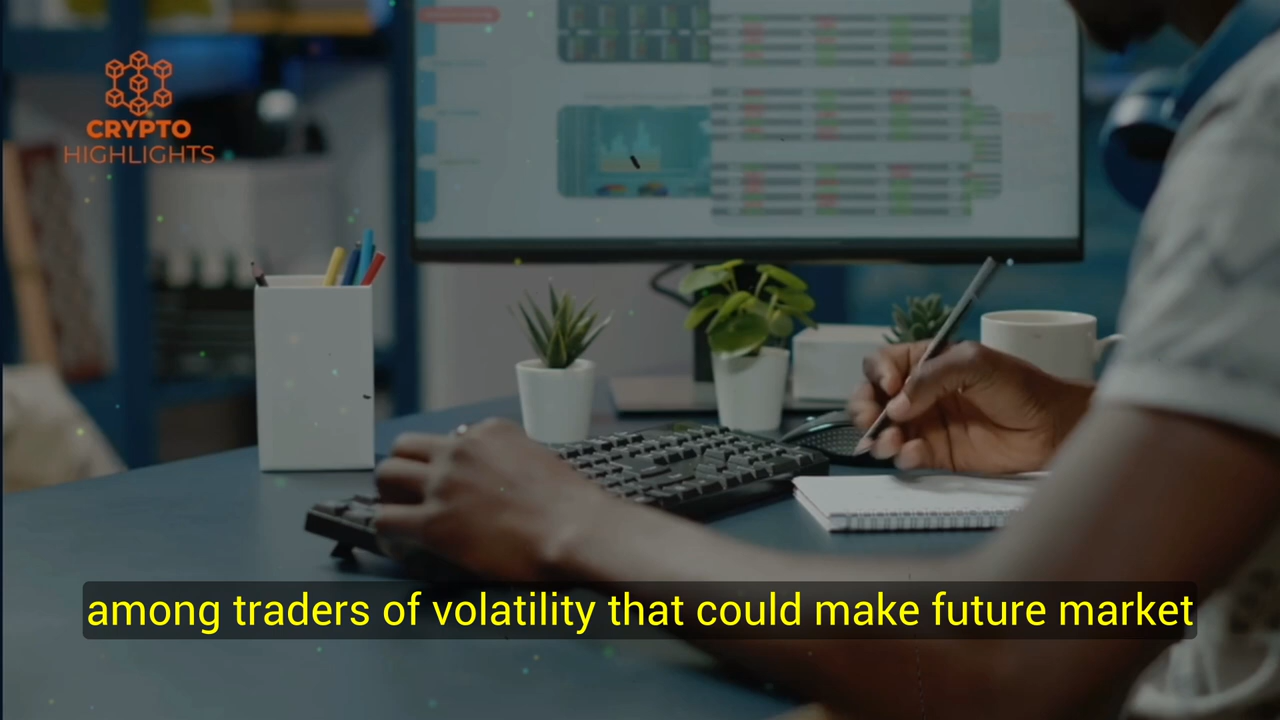 CRYPTO
HIGHLIGHTS
among traders of volatility that could make future market